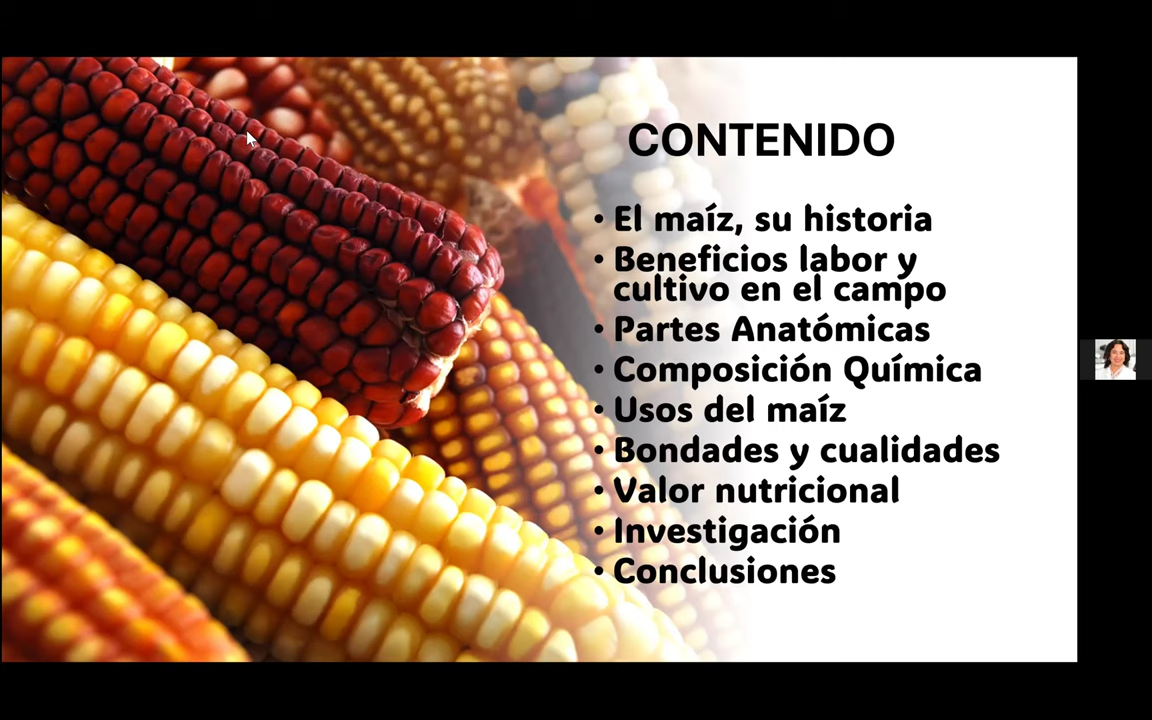 CONTENIDO
• El maíz, su historia
• Beneficios labor y
cultivo en el campo
• Partes Anatómicas
• Composición Química
• Usos del maíz
• Bondades y cualidades
• Valor nutricional
• Investigación
• Conclusiones